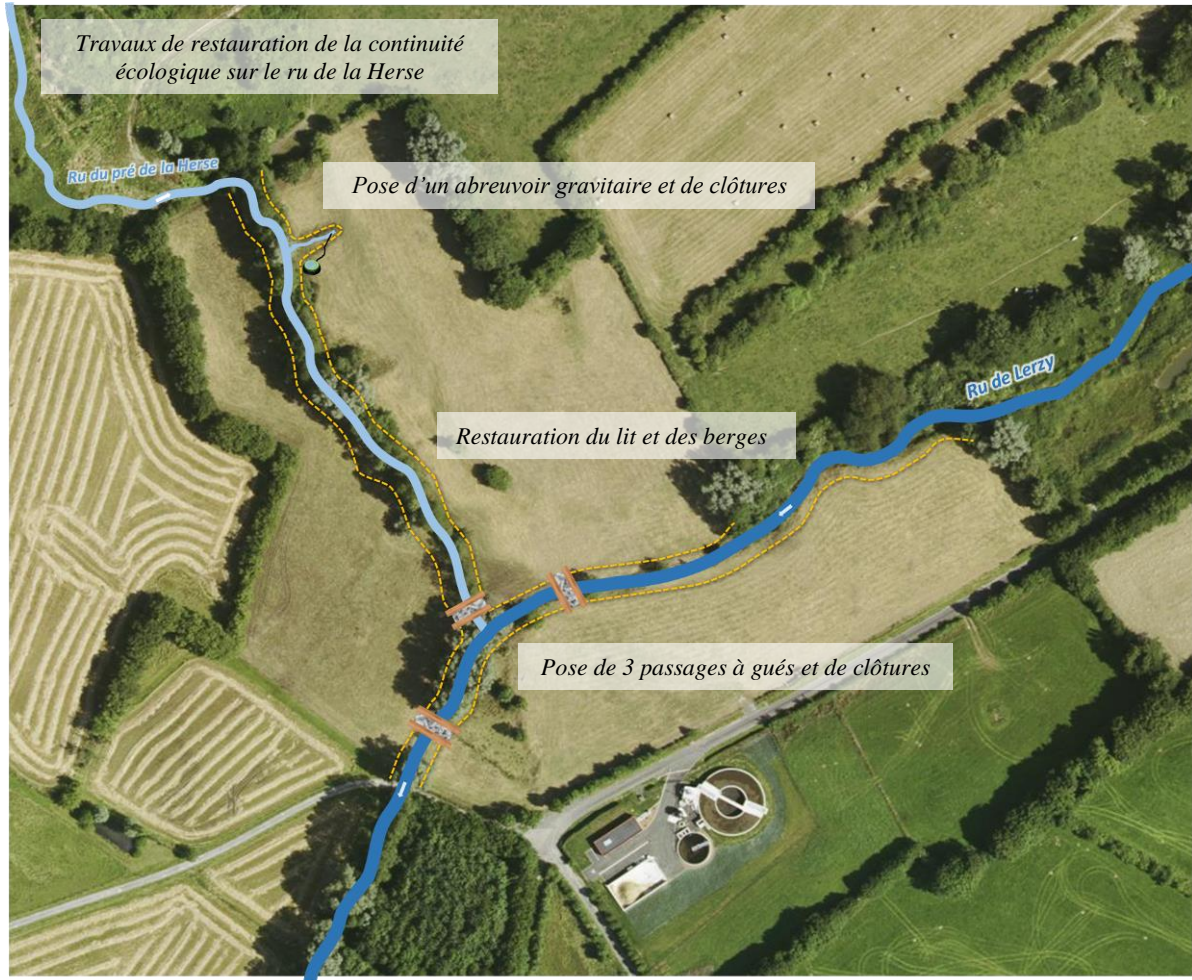 Travaux de restauration de la continuité
écologique sur le ru de la Herse
Ru du pré de la Herse
Pose d'un abreuvoir gravitaire et de clôtures
Ru de Lerzy
Restauration du lit et des berges
Pose de 3 passages à gués et de clôtures